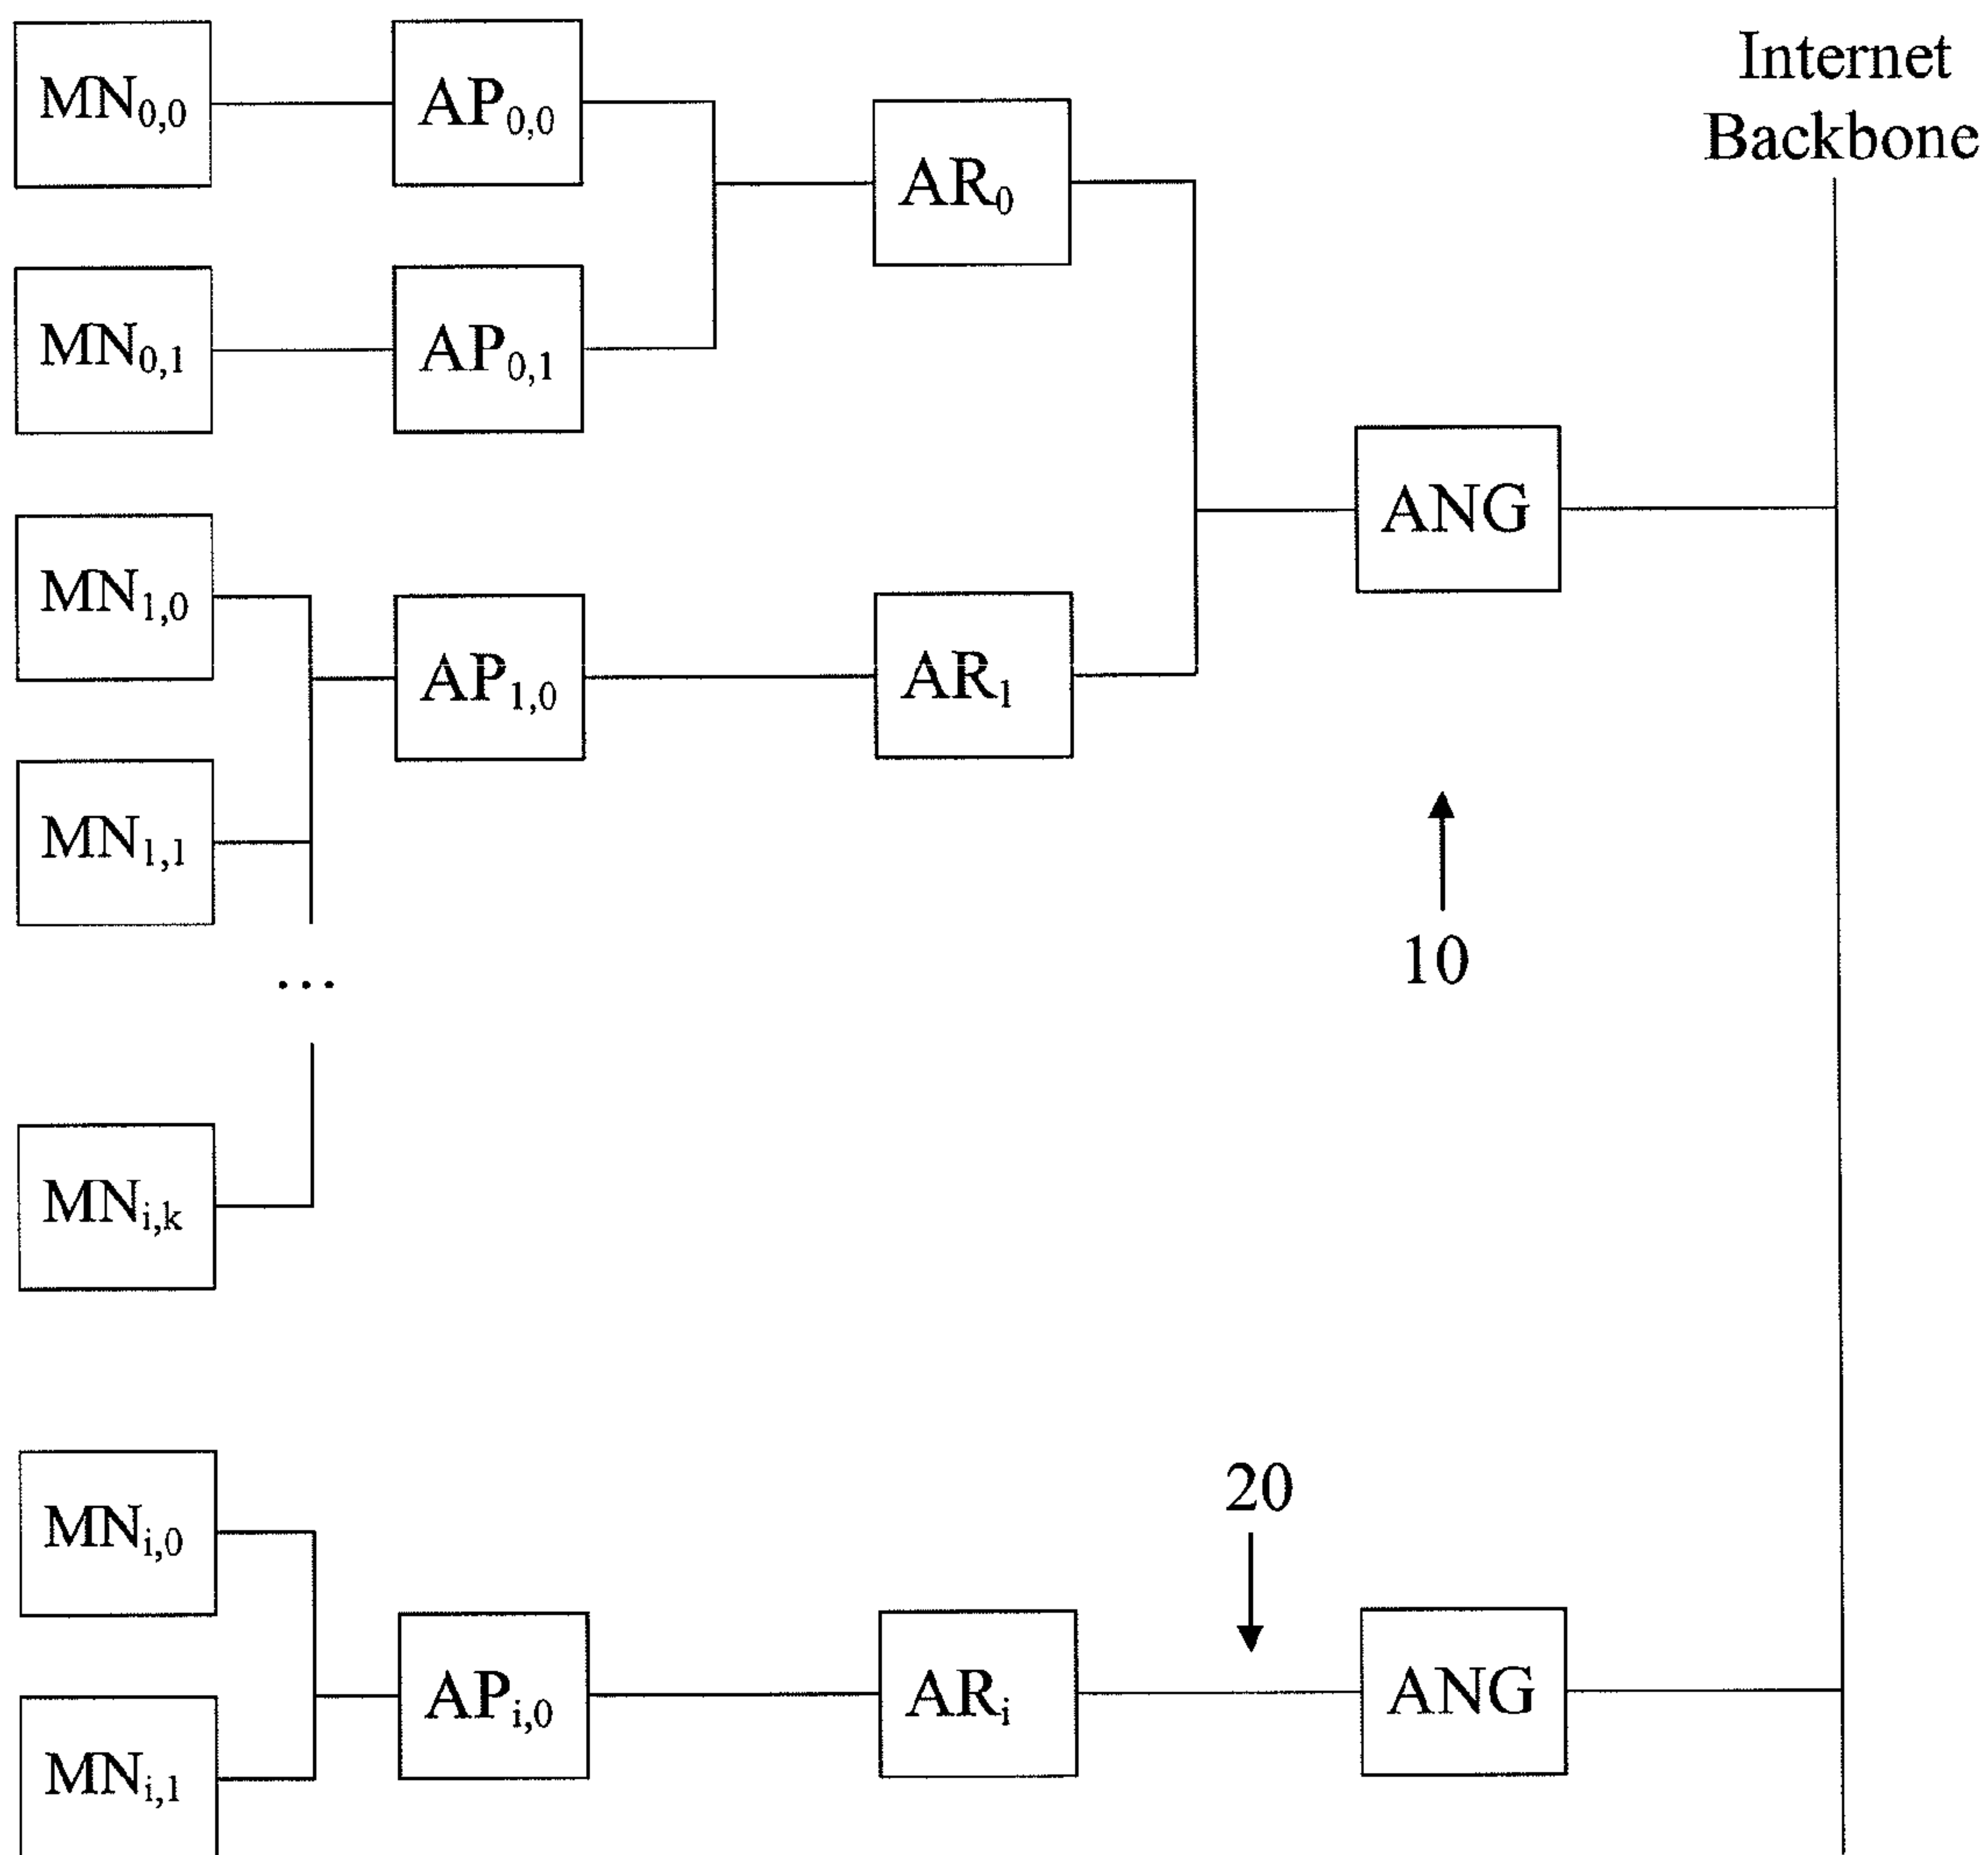 Internet
Backbone
MN0,0
AP0,0
AR0
MN0,1
AP0,1
ANG
MN1,0
AP1,0
AR1
MN1,1
10
...
MNi,k
20
MNi,0
APi,0
ARi
ANG
MNi,1